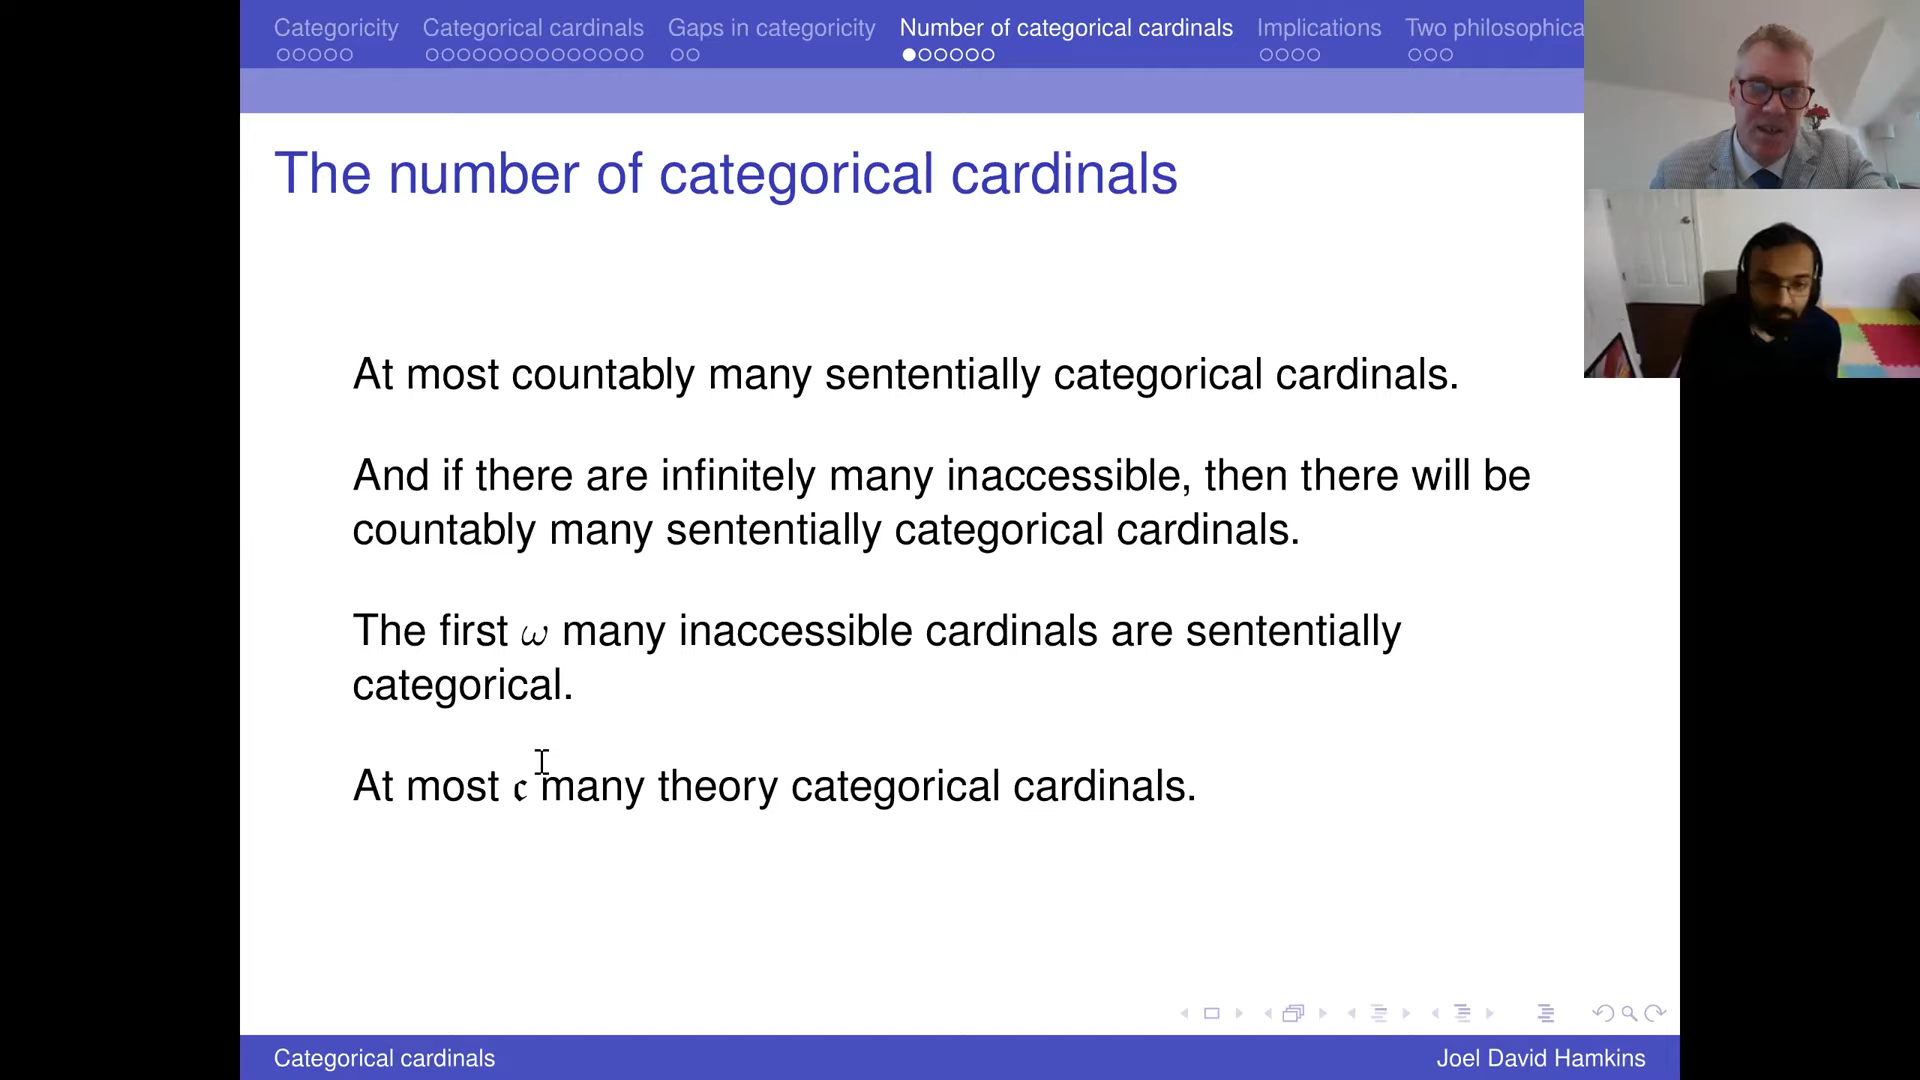 Categoricity Categorical cardinals Gaps in categoricity Number of categorical cardinals Implications Two philosophica
The number of categorical cardinals
At most countably many sententially categorical cardinals.
And if there are infinitely many inaccessible, then there will be
countably many sententially categorical cardinals.
The first ω many inaccessible cardinals are sententially
categorical.
At most 𝔠 many theory categorical cardinals.
Categorical cardinals Joel David Hamkins